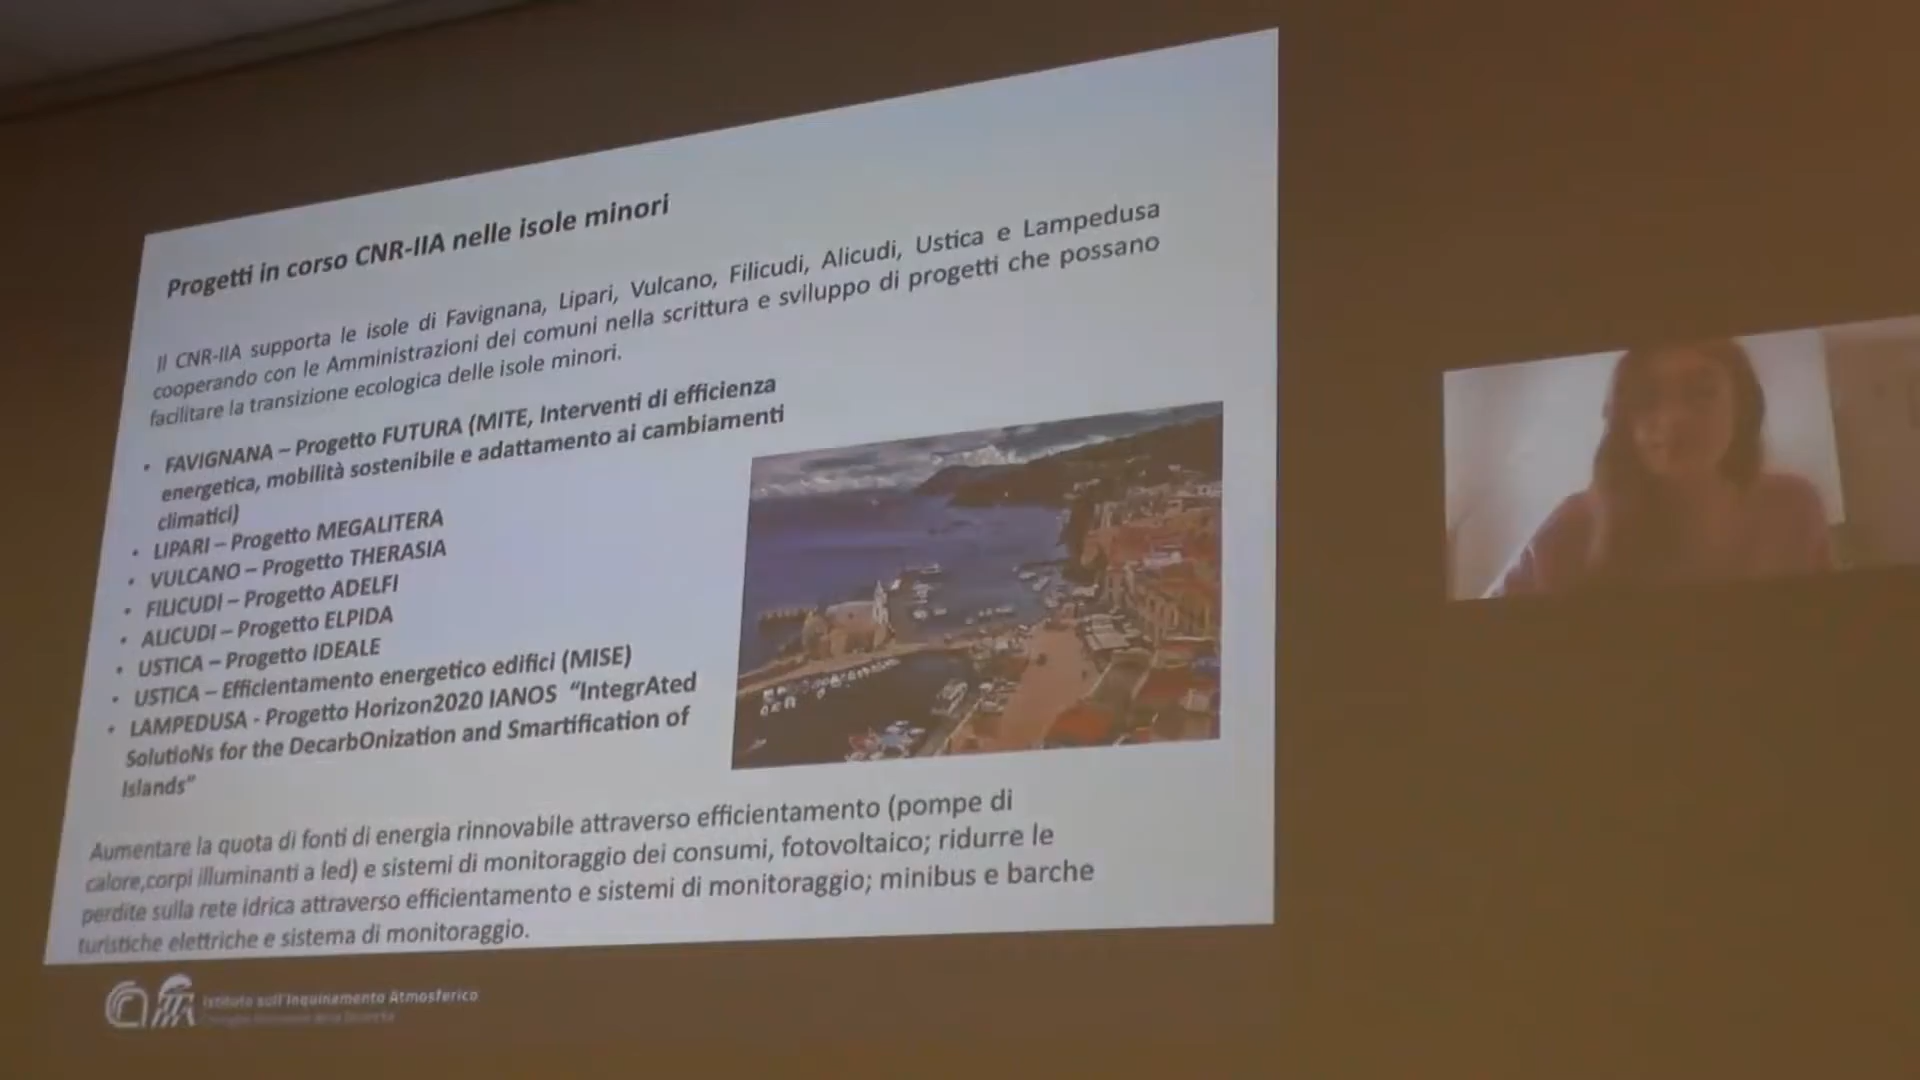 Progetti in corso CNR-IIA nelle isole minori
Il CNR-IIA supporta le isole di Favignana, Lipari, Vulcano, Filicudi, Alicudi, Ustica e Lampedusa
cooperando con le Amministrazioni dei comuni nella scrittura e sviluppo di progetti che possano
facilitare la transizione ecologica delle isole minori.
• FAVIGNANA – Progetto FUTURA (MITE, Interventi di efficienza
energetica, mobilità sostenibile e adattamento ai cambiamenti
climatici)
• LIPARI – Progetto MEGALITERA
• VULCANO – Progetto THERASIA
• FILICUDI – Progetto ADELFI
• ALICUDI – Progetto ELPIDA
• USTICA – Progetto IDEALE
• USTICA – Efficientamento energetico edifici (MISE)
• LAMPEDUSA - Progetto Horizon2020 IANOS “IntegrAted
SolutioNs for the DecarbOnization and Smartification of
Islands”
Aumentare la quota di fonti di energia rinnovabile attraverso efficientamento (pompe di
calore,corpi illuminanti a led) e sistemi di monitoraggio dei consumi, fotovoltaico; ridurre le
perdite sulla rete idrica attraverso efficientamento e sistemi di monitoraggio; minibus e barche
turistiche elettriche e sistema di monitoraggio.
Istituto sull'Inquinamento Atmosferico